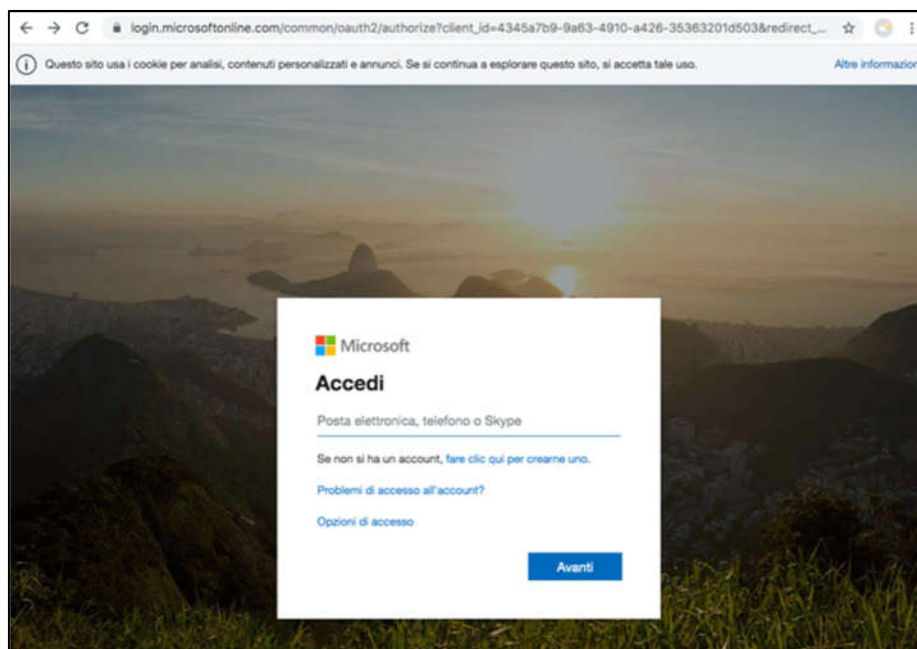 login.microsoftonline.com/common/oauth2/authorize?client_id=4345a7b9-9a63-4910-a426-35363201d503&redirect_...
Questo sito usa i cookie per analisi, contenuti personalizzati e annunci. Se si continua a esplorare questo sito, si accetta tale uso. Altre informazion
Microsoft
Accedi
Posta elettronica, telefono o Skype
Se non si ha un account, fare clic qui per crearne uno.
Problemi di accesso all'account?
Opzioni di accesso
Avanti